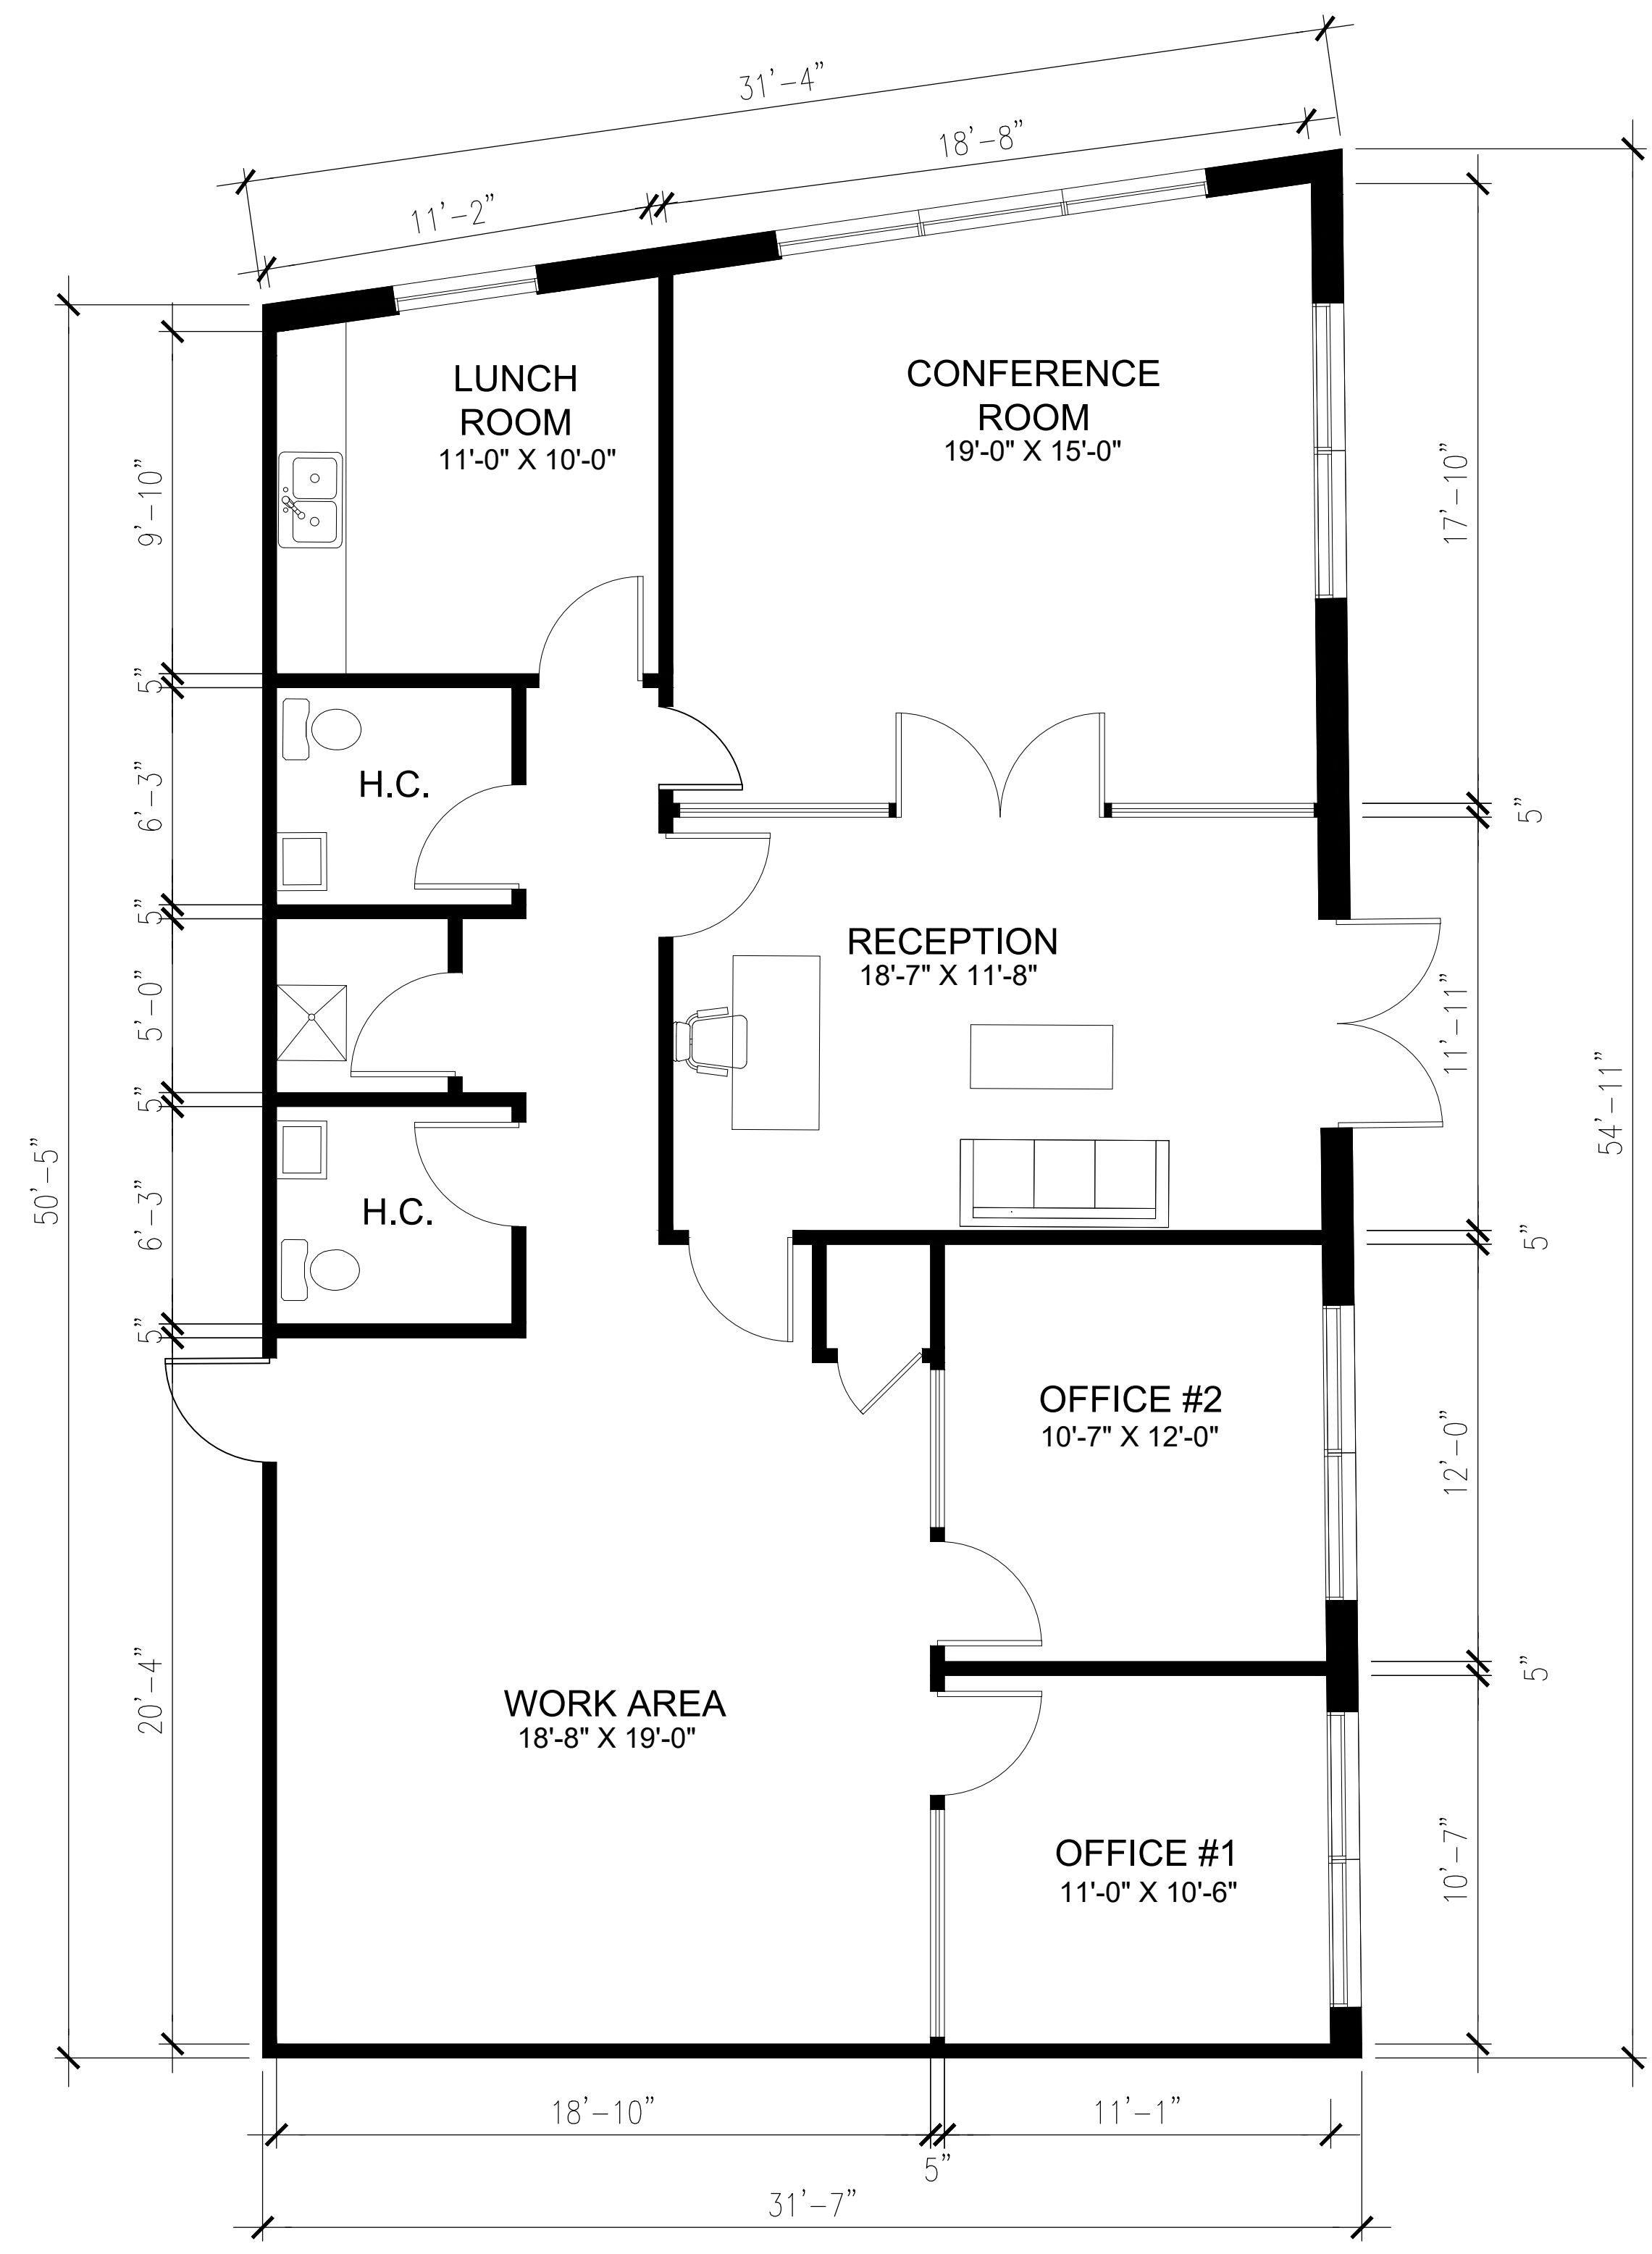 31'-4"
18'-8"
11'-2"
LUNCH
ROOM
11'-0" X 10'-0"
CONFERENCE
ROOM
19'-0" X 15'-0"
9'-10"
17'-10"
5"
H.C.
6'-3"
5"
5"
RECEPTION
18'-7" X 11'-8"
5'-0"
11'-11"
5"
50'-5"
54'-11"
H.C.
6'-3"
5"
5"
OFFICE #2
10'-7" X 12'-0"
12'-0"
WORK AREA
18'-8" X 19'-0"
20'-4"
5"
OFFICE #1
11'-0" X 10'-6"
10'-7"
18'-10"
5"
11'-1"
31'-7"